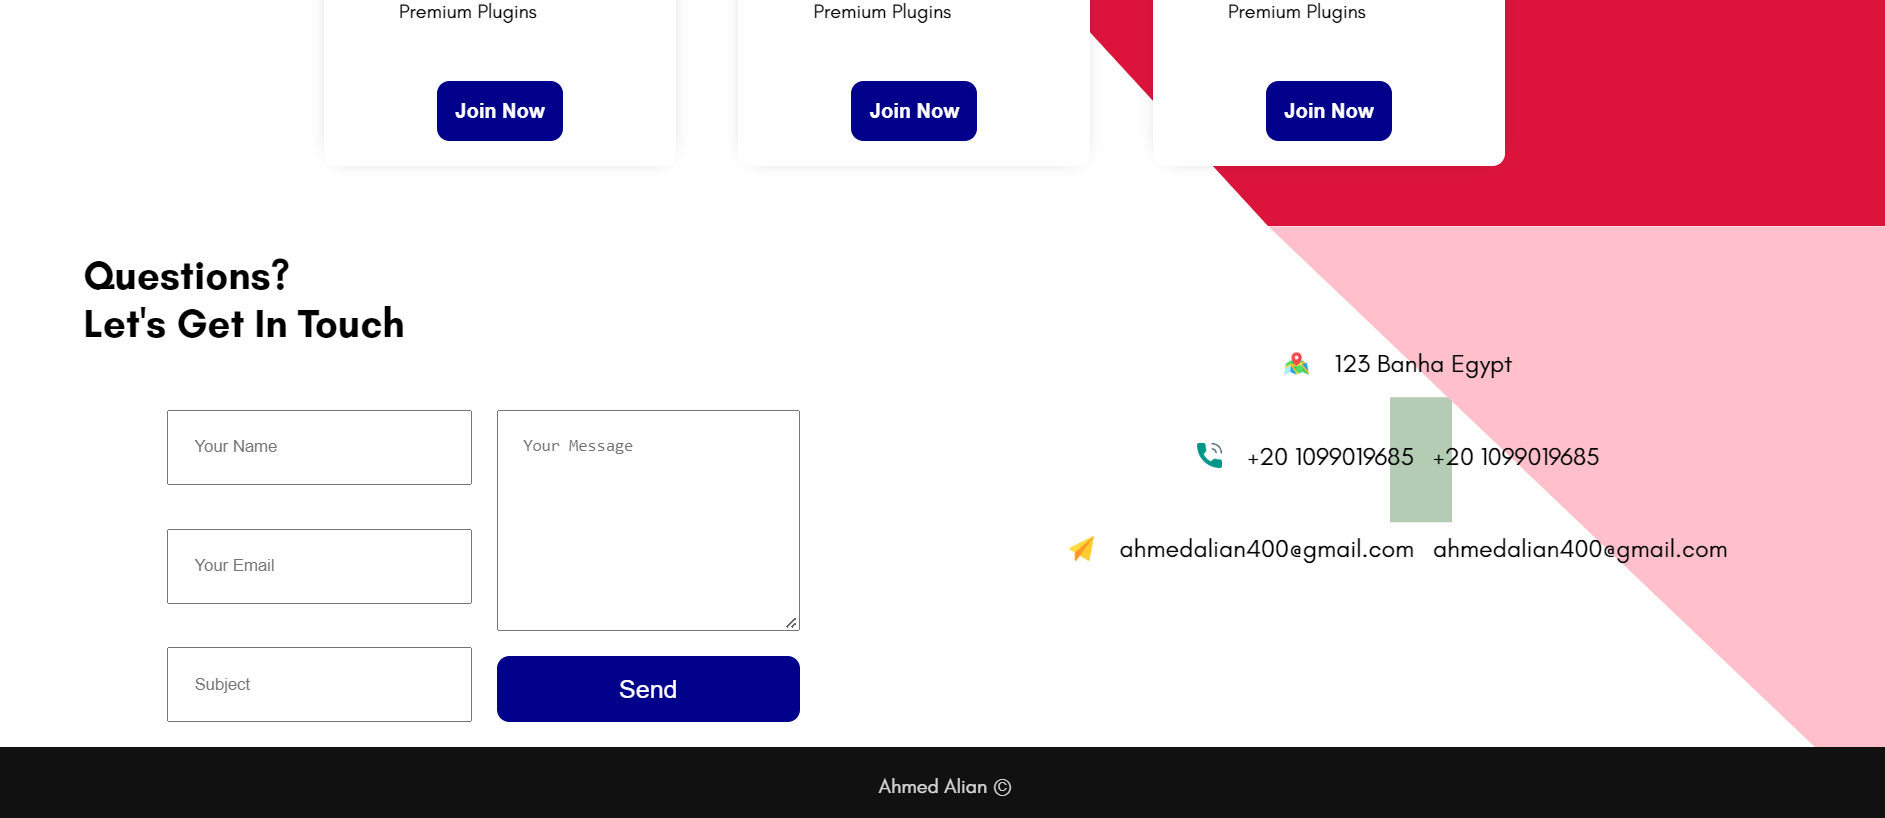 Premium Plugins
Premium Plugins
Premium Plugins
Join Now
Join Now
Join Now
Questions?
Let's Get In Touch
Your Name
Your Email
Subject
Your Message
Send
123 Banha Egypt
+20 1099019685 +20 1099019685
ahmedalian400@gmail.com ahmedalian400@gmail.com
Ahmed Alian ©